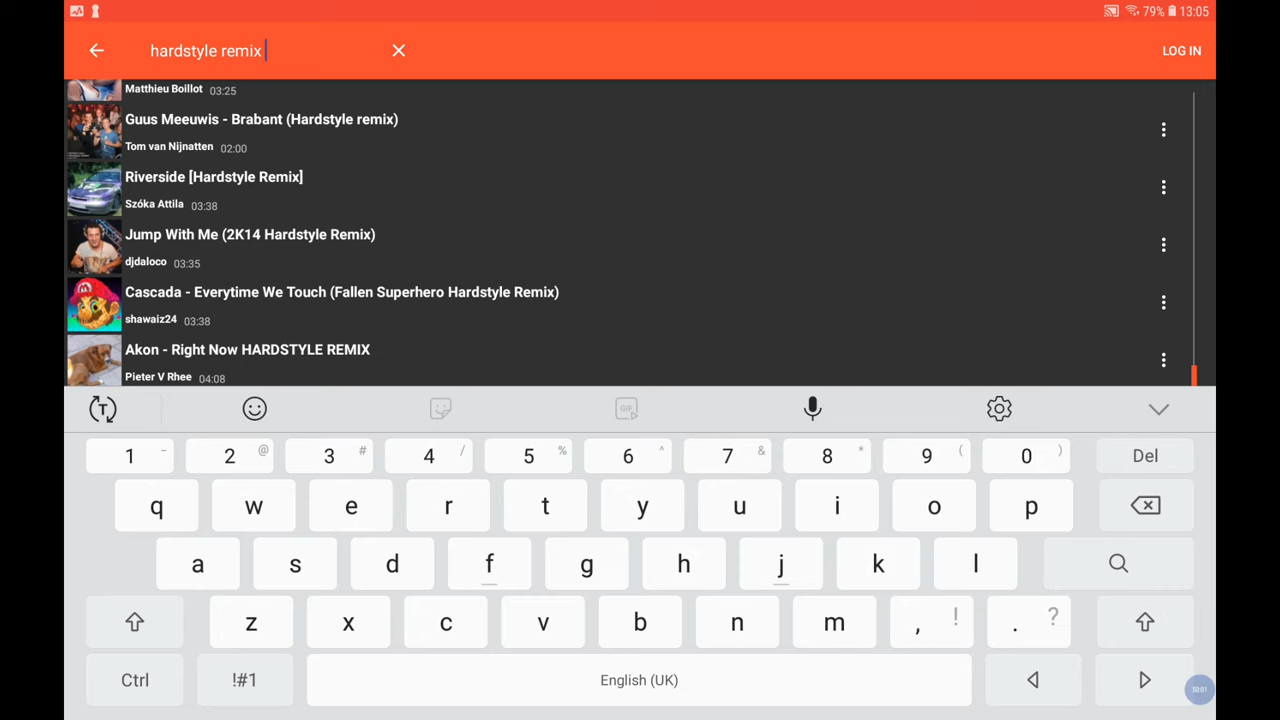 79% 13:05
hardstyle remix
LOG IN
Matthieu Boillot 03:25
Guus Meeuwis - Brabant (Hardstyle remix)
Tom van Nijnatten 02:00
Riverside [Hardstyle Remix]
Szóka Attila 03:38
Jump With Me (2K14 Hardstyle Remix)
djdaloco 03:35
Cascada - Everytime We Touch (Fallen Superhero Hardstyle Remix)
shawaiz24 03:38
Akon - Right Now HARDSTYLE REMIX
Pieter V Rhee 04:08
T GIF
1 - 2 @ 3 # 4 / 5 % 6 ^ 7 & 8 * 9 ( 0 ) Del
q w e r t y u i o p
a s d f g h j k l
z x c v b n m , ! . ?
Ctrl !#1 English (UK)
50:01